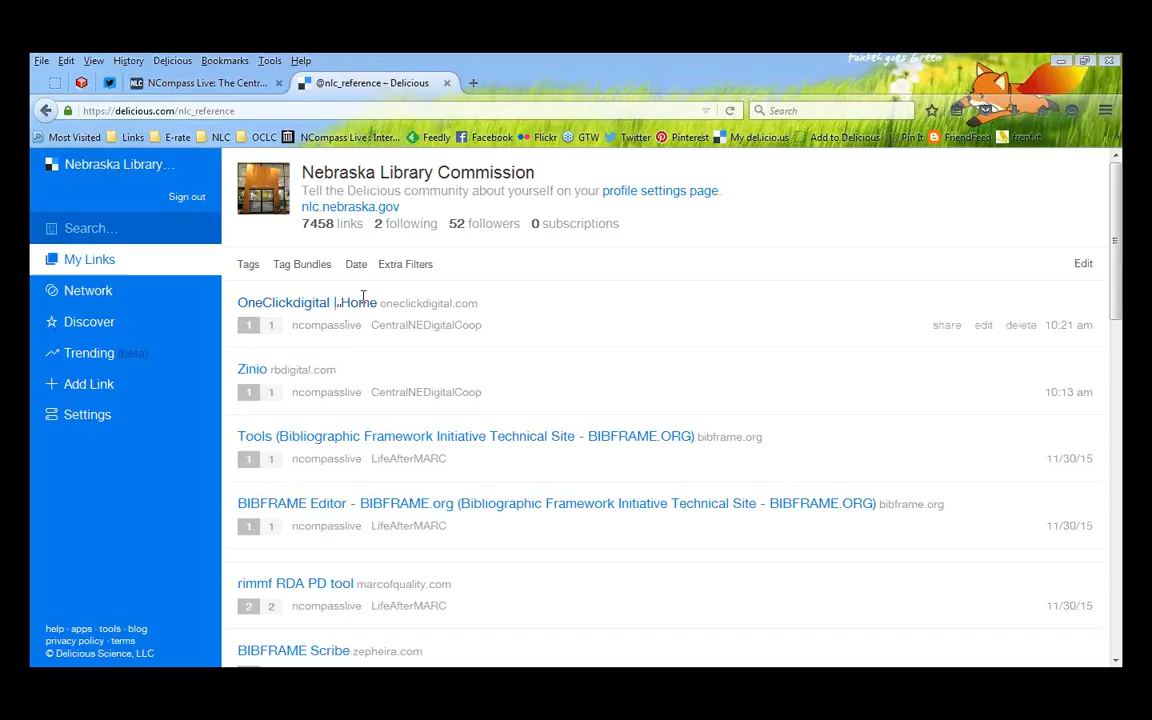 foxkeh goes Green
File Edit View History Delicious Bookmarks Tools Help
NLC NCompass Live: The Centr... × @nlc_reference – Delicious × +
https://delicious.com/nlc_reference Search
Most Visited Links E-rate NLC OCLC NCompass Live: Inter... Feedly Facebook Flickr GTW Twitter Pinterest My del.icio.us Add to Delicious Pin It FriendFeed frenf.it
Nebraska Library...
Sign out
Search...
My Links
Network
Discover
Trending (beta)
Add Link
Settings
help · apps · tools · blog
privacy policy · terms
© Delicious Science, LLC
Nebraska Library Commission
Tell the Delicious community about yourself on your profile settings page.
nlc.nebraska.gov
7458 links 2 following 52 followers 0 subscriptions
Tags Tag Bundles Date Extra Filters Edit
OneClickdigital | Home oneclickdigital.com
1 1 ncompasslive CentralNEDigitalCoop share edit delete 10:21 am
Zinio rbdigital.com
1 1 ncompasslive CentralNEDigitalCoop 10:13 am
Tools (Bibliographic Framework Initiative Technical Site - BIBFRAME.ORG) bibframe.org
1 1 ncompasslive LifeAfterMARC 11/30/15
BIBFRAME Editor - BIBFRAME.org (Bibliographic Framework Initiative Technical Site - BIBFRAME.ORG) bibframe.org
1 1 ncompasslive LifeAfterMARC 11/30/15
rimmf RDA PD tool marcofquality.com
2 2 ncompasslive LifeAfterMARC 11/30/15
BIBFRAME Scribe zepheira.com